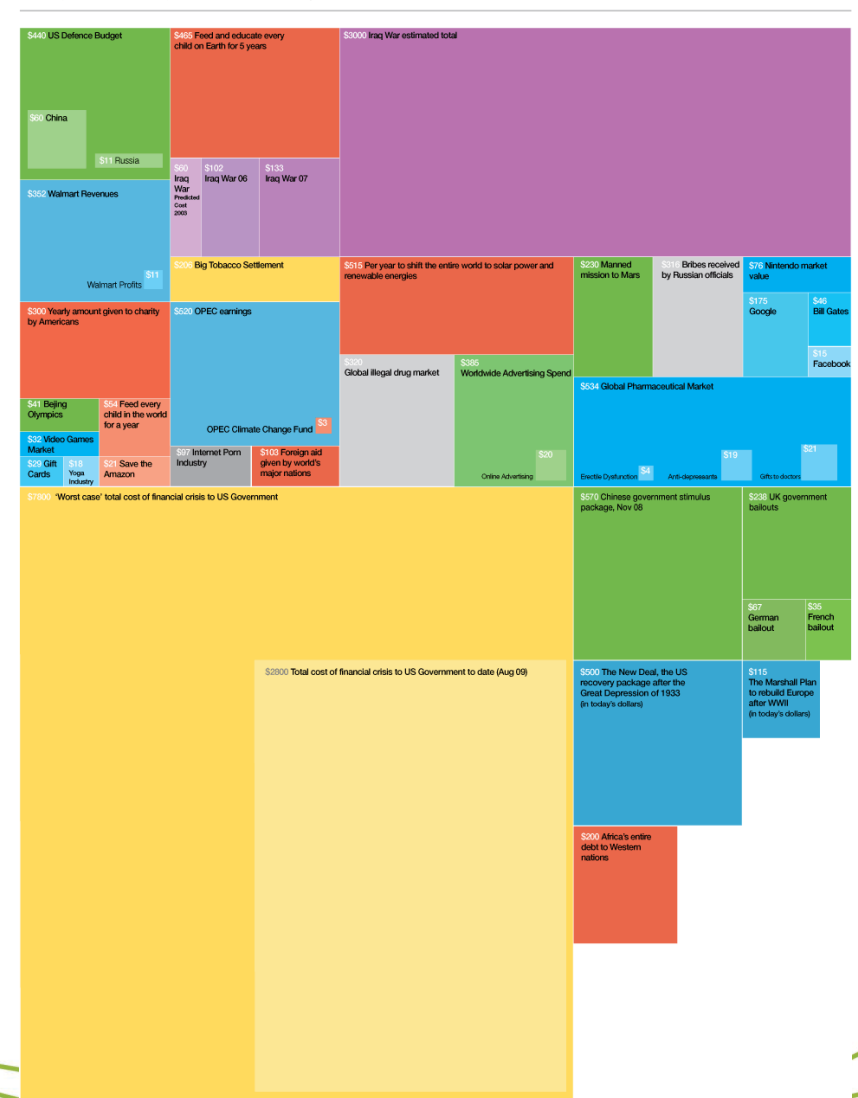 $440 US Defence Budget
$60 China
$11 Russia
$465 Feed and educate every
child on Earth for 5 years
$3000 Iraq War estimated total
$60
Iraq
War
Predicted
Cost
2003
$102
Iraq War 06
$133
Iraq War 07
$352 Walmart Revenues
$11
Walmart Profits
Big Tobacco Settlement
$515 Per year to shift the entire world to solar power and
renewable energies
$230 Manned
mission to Mars
Bribes received
by Russian officials
$76 Nintendo market
value
$175
Google
$46
Bill Gates
$15
Facebook
$300 Yearly amount given to charity
by Americans
$520 OPEC earnings
$3
OPEC Climate Change Fund
$320
Global illegal drug market
$385
Worldwide Advertising Spend
$20
Online Advertising
$534 Global Pharmaceutical Market
$4
Erectile Dysfunction
$19
Anti-depressants
$21
Gifts to doctors
$41 Bejing
Olympics
$54 Feed every
child in the world
for a year
$32 Video Games
Market
$29 Gift
Cards
$18
Yoga
Industry
$21 Save the
Amazon
$97 Internet Porn
Industry
$103 Foreign aid
given by world's
major nations
$7800 'Worst case' total cost of financial crisis to US Government
$2800 Total cost of financial crisis to US Government to date (Aug 09)
$570 Chinese government stimulus
package, Nov 08
$238 UK government
bailouts
$67
German
bailout
$35
French
bailout
$500 The New Deal, the US
recovery package after the
Great Depression of 1933
(in today's dollars)
$115
The Marshall Plan
to rebuild Europe
after WWII
(in today's dollars)
$200 Africa's entire
debt to Western
nations